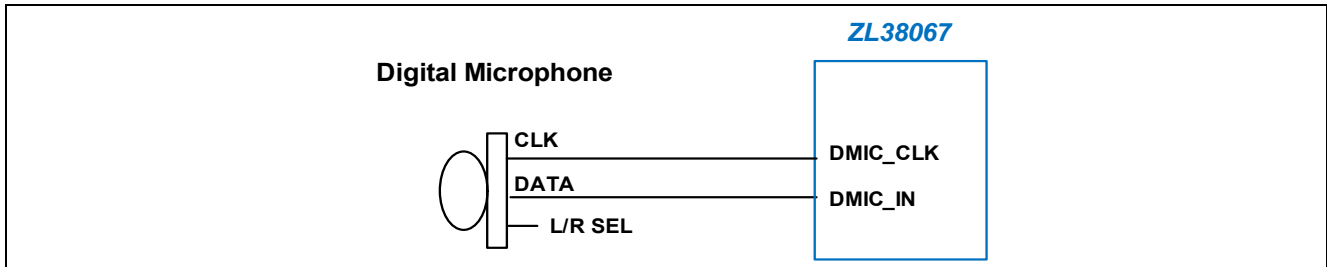 ZL38067
Digital Microphone
CLK
DMIC_CLK
DATA
DMIC_IN
L/R SEL